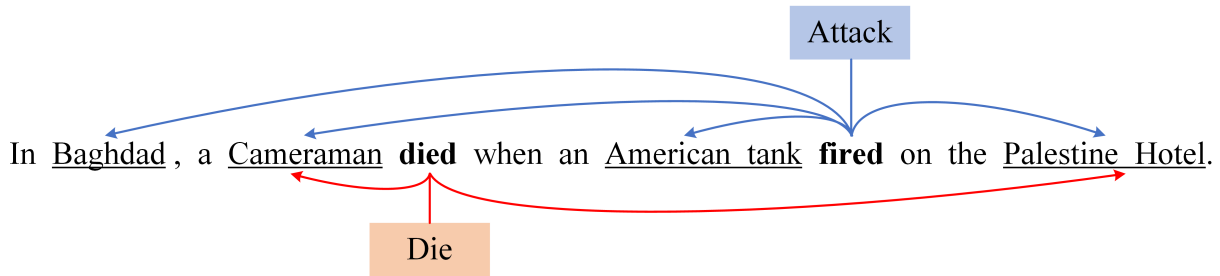 Attack
In Baghdad , a Cameraman died when an American tank fired on the Palestine Hotel.
Die